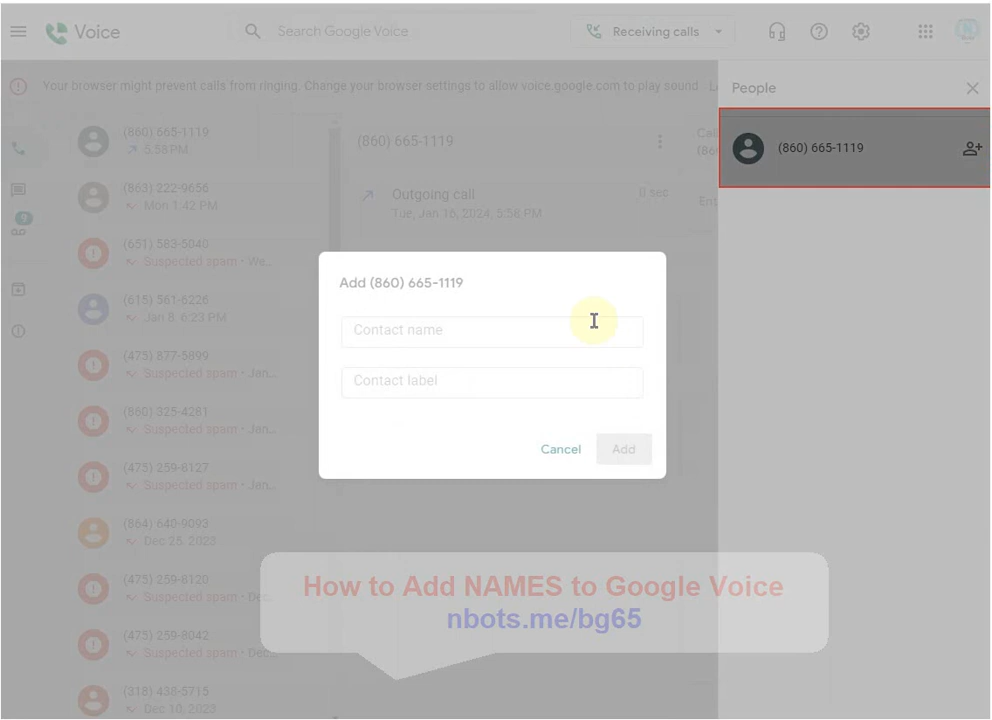 Voice
Search Google Voice
Receiving calls
Your browser might prevent calls from ringing. Change your browser settings to allow voice.google.com to play sound
People
(860) 665-1119
5:58 PM
(863) 222-9656
Mon 1:42 PM
(651) 583-5040
Suspected spam • We...
(615) 561-6226
Jan 8, 6:23 PM
(475) 877-5899
Suspected spam • Jan...
(860) 325-4281
Suspected spam • Jan...
(475) 259-8127
Suspected spam • Jan...
(864) 640-9093
Dec 25, 2023
(475) 259-8120
Suspected spam • Dec...
(475) 259-8042
Suspected spam • Dec...
(318) 438-5715
Dec 10, 2023
(860) 665-1119
Outgoing call
0 sec
Tue, Jan 16, 2024, 5:58 PM
(860) 665-1119
Add (860) 665-1119
Contact name
Contact label
Cancel
Add
How to Add NAMES to Google Voice
nbots.me/bg65